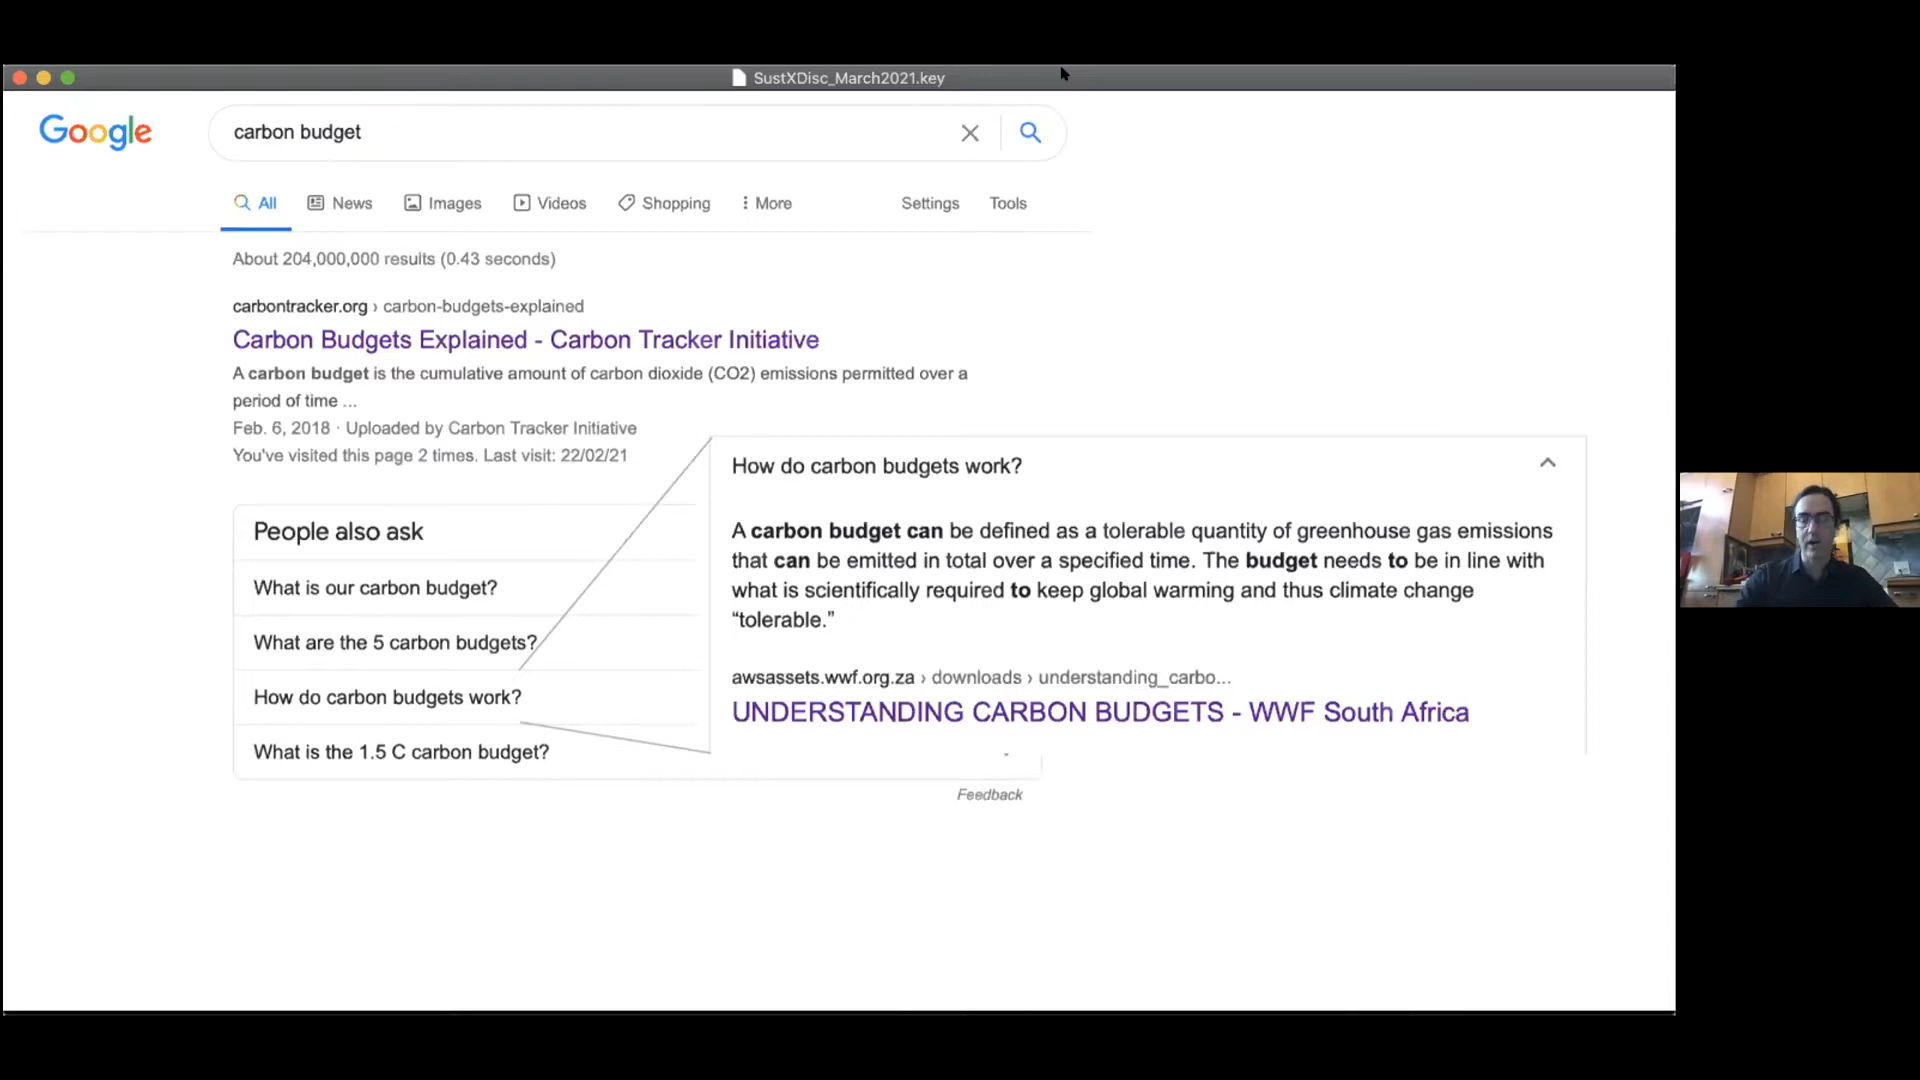 SustXDisc_March2021.key
Google
carbon budget
All
News
Images
Videos
Shopping
More
Settings
Tools
About 204,000,000 results (0.43 seconds)
carbontracker.org › carbon-budgets-explained
Carbon Budgets Explained - Carbon Tracker Initiative
A carbon budget is the cumulative amount of carbon dioxide (CO2) emissions permitted over a
period of time ...
Feb. 6, 2018 · Uploaded by Carbon Tracker Initiative
You've visited this page 2 times. Last visit: 22/02/21
People also ask
What is our carbon budget?
What are the 5 carbon budgets?
How do carbon budgets work?
What is the 1.5 C carbon budget?
Feedback
How do carbon budgets work?
A carbon budget can be defined as a tolerable quantity of greenhouse gas emissions
that can be emitted in total over a specified time. The budget needs to be in line with
what is scientifically required to keep global warming and thus climate change
“tolerable.”
awsassets.wwf.org.za › downloads › understanding_carbo...
UNDERSTANDING CARBON BUDGETS - WWF South Africa